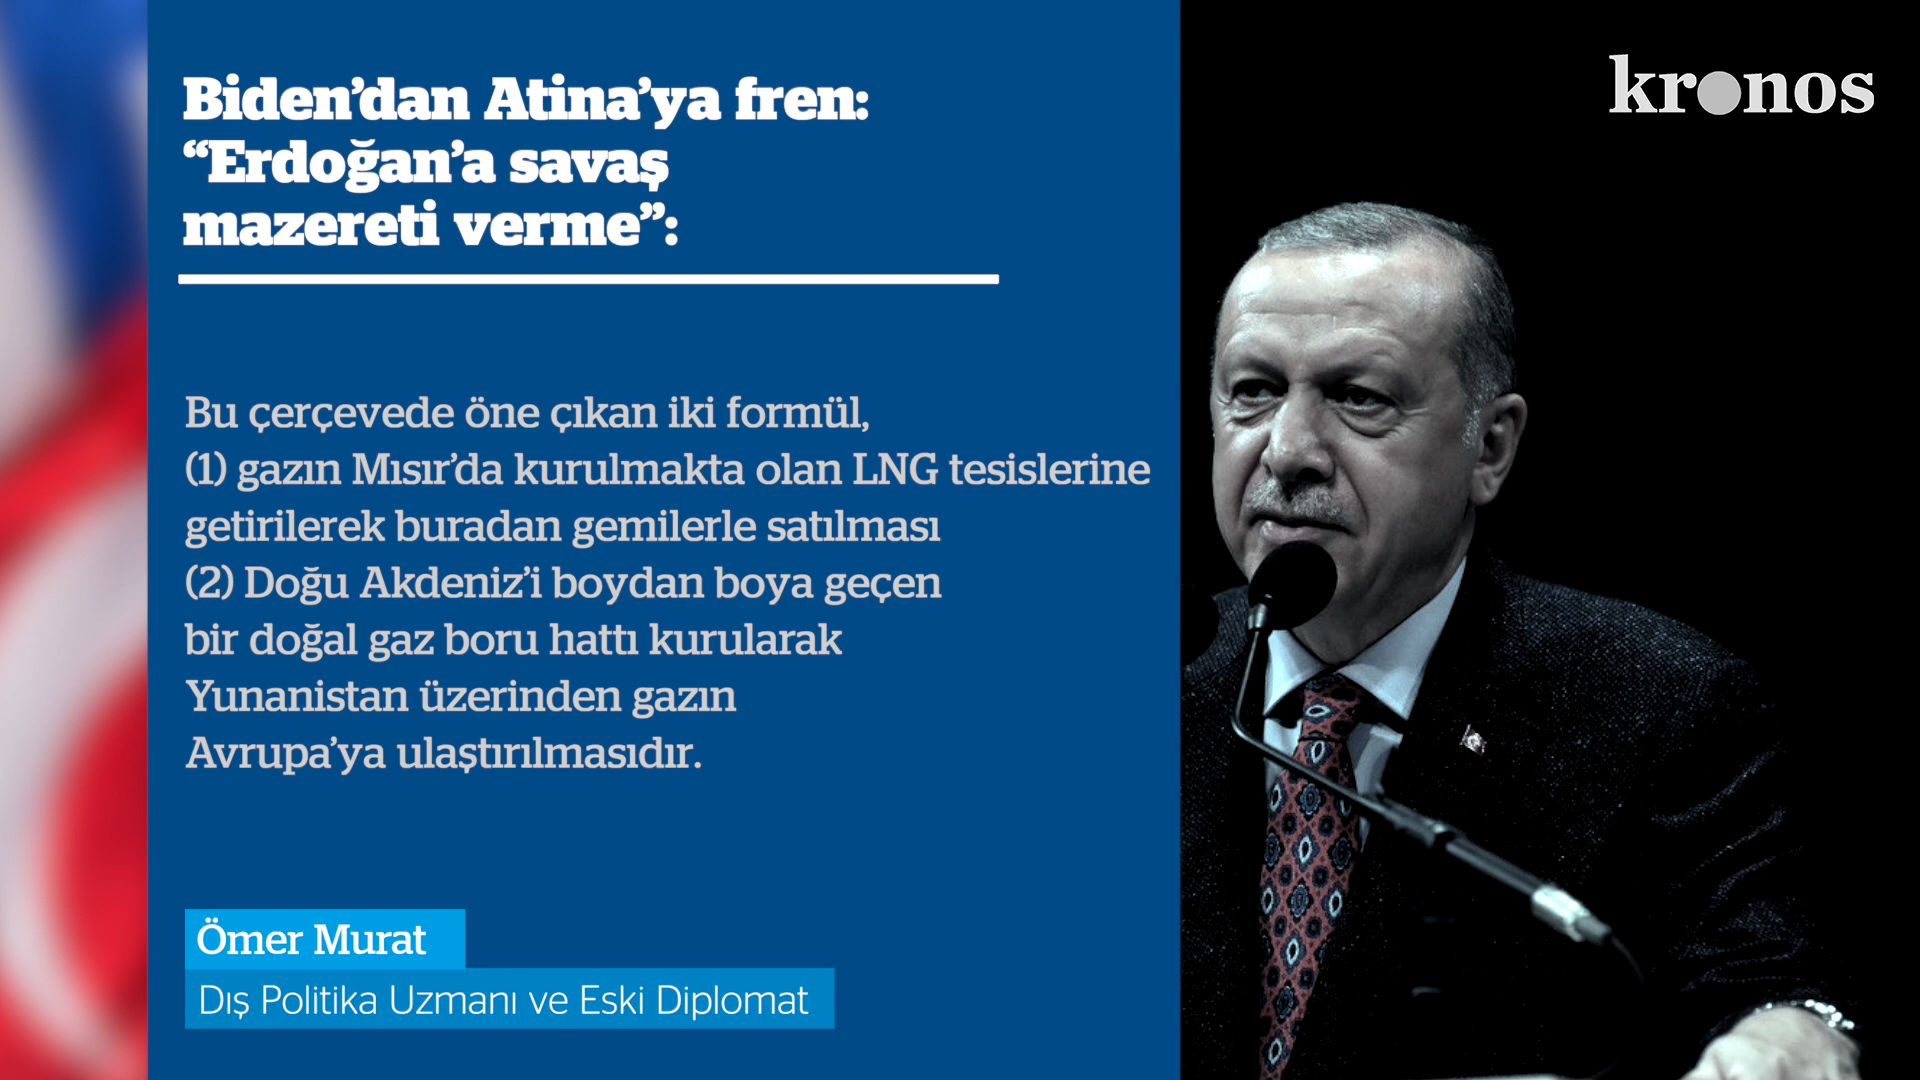 Biden’dan Atina’ya fren:
“Erdoğan’a savaş
mazereti verme”:
kronos
Bu çerçevede öne çıkan iki formül,
(1) gazın Mısır’da kurulmakta olan LNG tesislerine
getirilerek buradan gemilerle satılması
(2) Doğu Akdeniz’i boydan boya geçen
bir doğal gaz boru hattı kurularak
Yunanistan üzerinden gazın
Avrupa’ya ulaştırılmasıdır.
Ömer Murat
Dış Politika Uzmanı ve Eski Diplomat